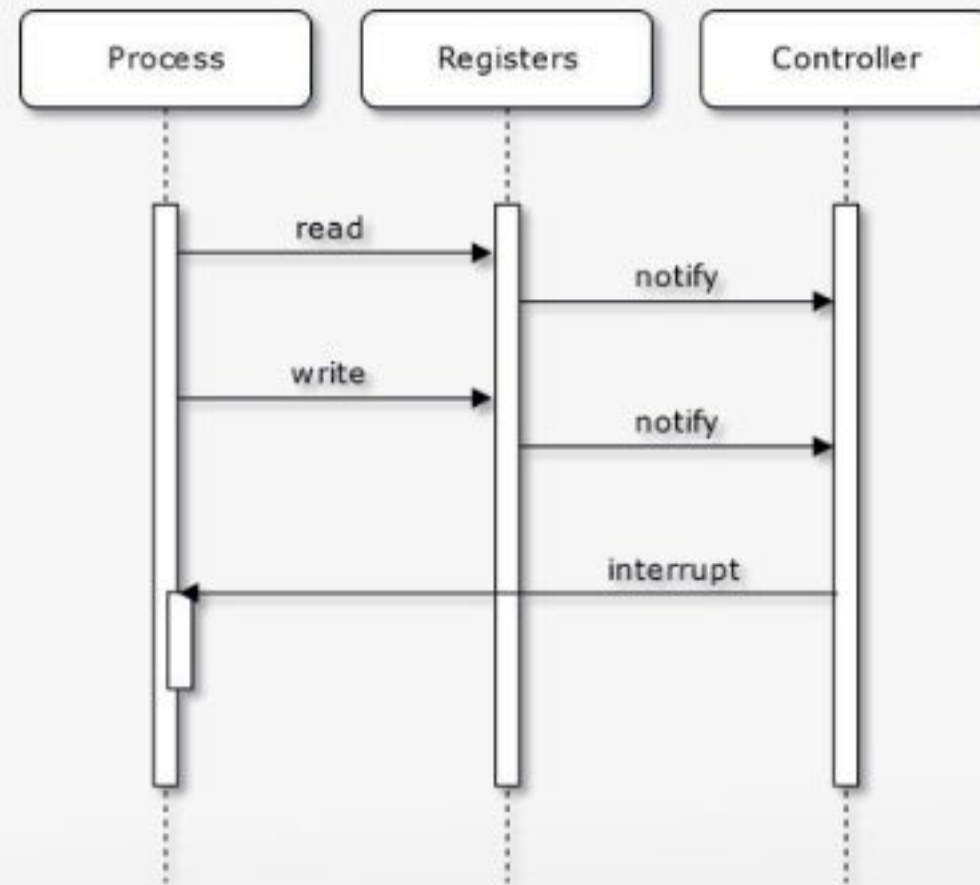 Process
Registers
Controller
read
notify
write
notify
interrupt